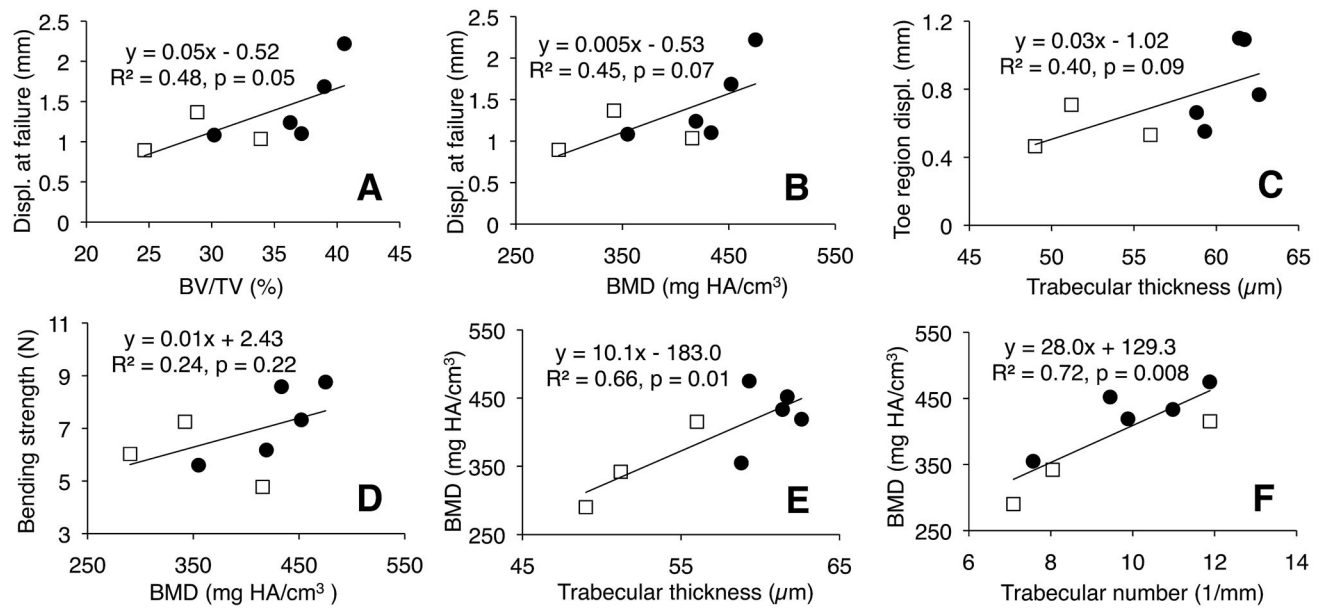 Displ. at failure (mm)
2.5
2
1.5
1
0.5
0
y = 0.05x - 0.52
R² = 0.48, p = 0.05
A
20 25 30 35 40 45
BV/TV (%)
Displ. at failure (mm)
2.5
2
1.5
1
0.5
0
y = 0.005x - 0.53
R² = 0.45, p = 0.07
B
250 350 450 550
BMD (mg HA/cm³)
Toe region displ. (mm)
1.2
0.8
0.4
0
y = 0.03x - 1.02
R² = 0.40, p = 0.09
C
45 55 65
Trabecular thickness (µm)
Bending strength (N)
11
9
7
5
3
y = 0.01x + 2.43
R² = 0.24, p = 0.22
D
250 350 450 550
BMD (mg HA/cm³ )
BMD (mg HA/cm³)
550
450
350
250
y = 10.1x - 183.0
R² = 0.66, p = 0.01
E
45 55 65
Trabecular thickness (µm)
BMD (mg HA/cm³)
550
450
350
250
y = 28.0x + 129.3
R² = 0.72, p = 0.008
F
6 8 10 12 14
Trabecular number (1/mm)